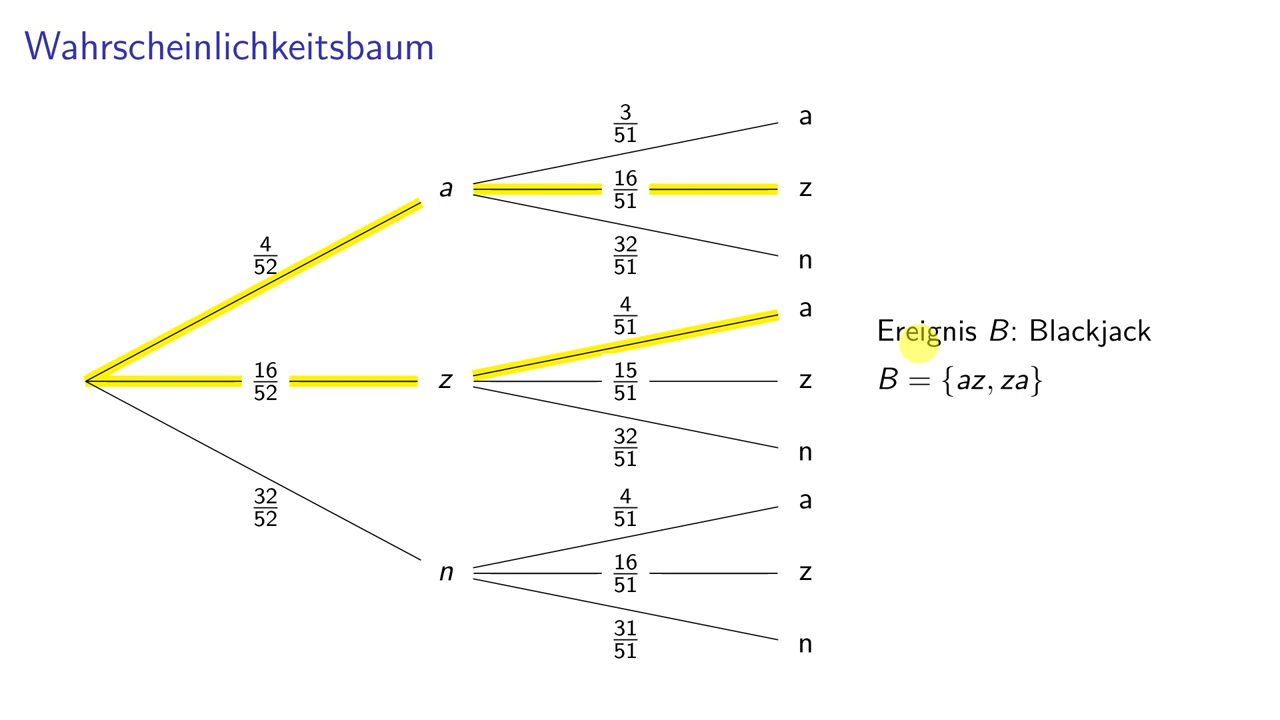 Wahrscheinlichkeitsbaum
3/51
a
a
16/51
z
4/52
32/51
n
4/51
a
Ereignis B: Blackjack
16/52
z
15/51
z
B = {az, za}
32/51
n
32/52
4/51
a
n
16/51
z
31/51
n